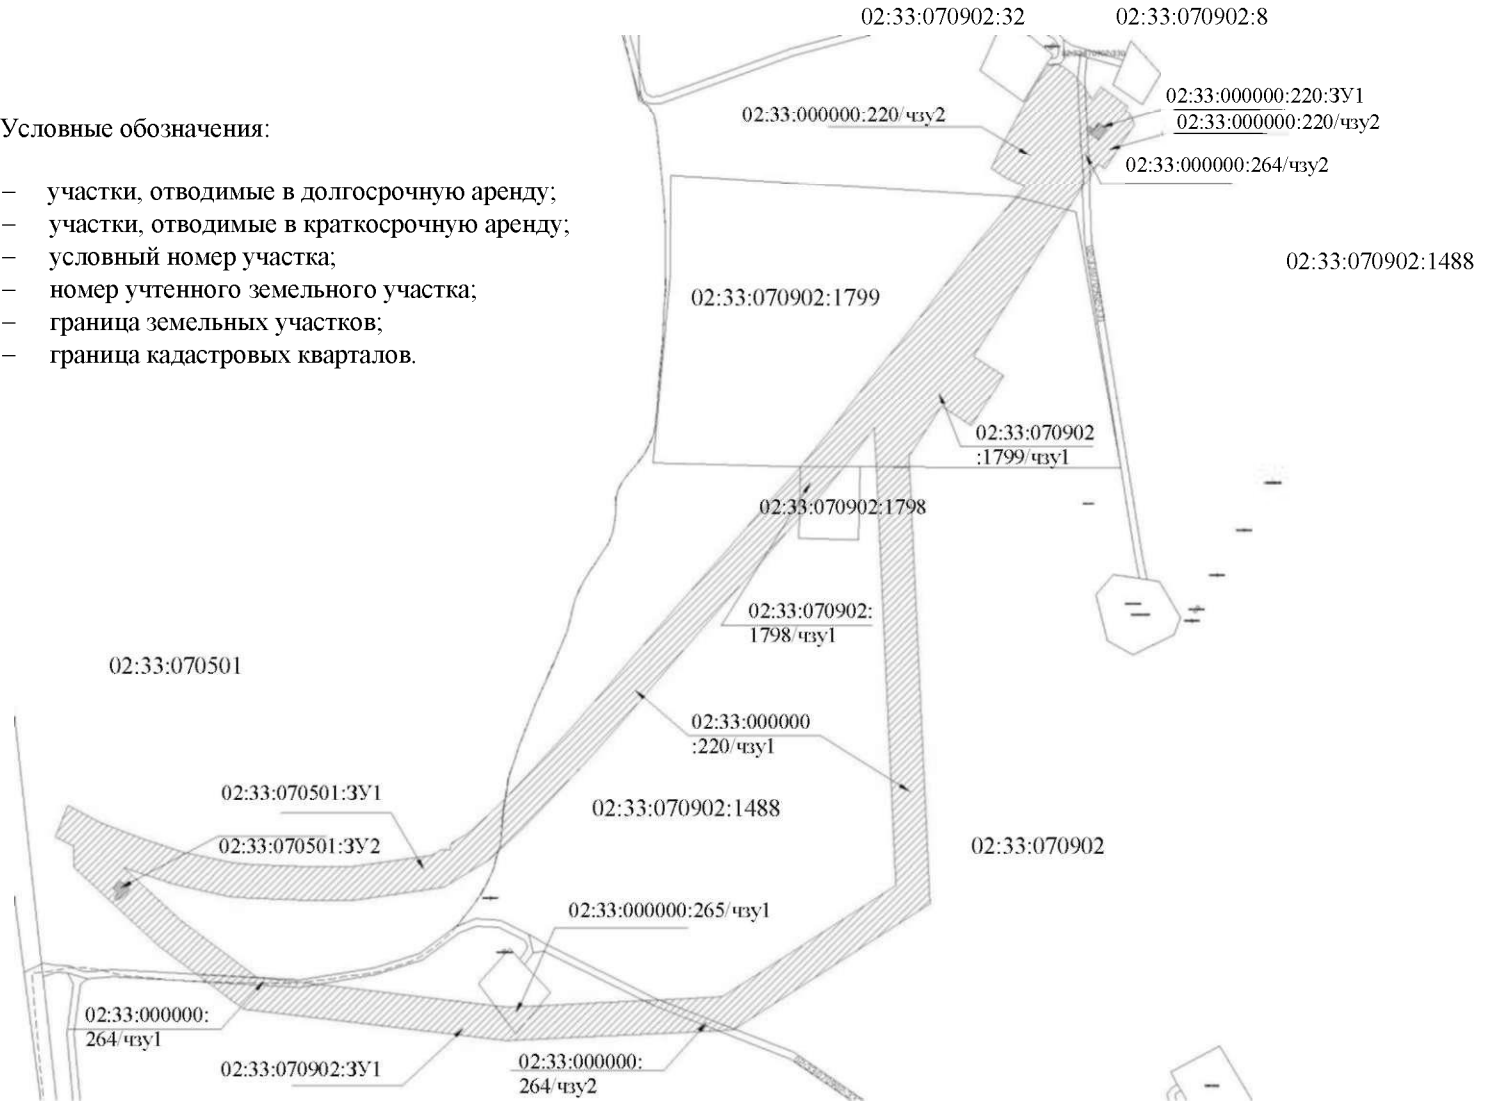 02:33:070902:32
02:33:070902:8
02:33:000000:220:ЗУ1
02:33:000000:220/чзу2
02:33:000000:220/чзу2
02:33:000000:264/чзу2
Условные обозначения:
– участки, отводимые в долгосрочную аренду;
– участки, отводимые в краткосрочную аренду;
– условный номер участка;
– номер учтенного земельного участка;
– граница земельных участков;
– граница кадастровых кварталов.
02:33:070902:1488
02:33:070902:1799
02:33:070902
:1799/чзу1
02:33:070902:1798
02:33:070902:
1798/чзу1
02:33:070501
02:33:000000
:220/чзу1
02:33:070501:ЗУ1
02:33:070902:1488
02:33:070501:ЗУ2
02:33:070902
02:33:000000:265/чзу1
02:33:000000:
264/чзу1
02:33:070902:ЗУ1
02:33:000000:
264/чзу2